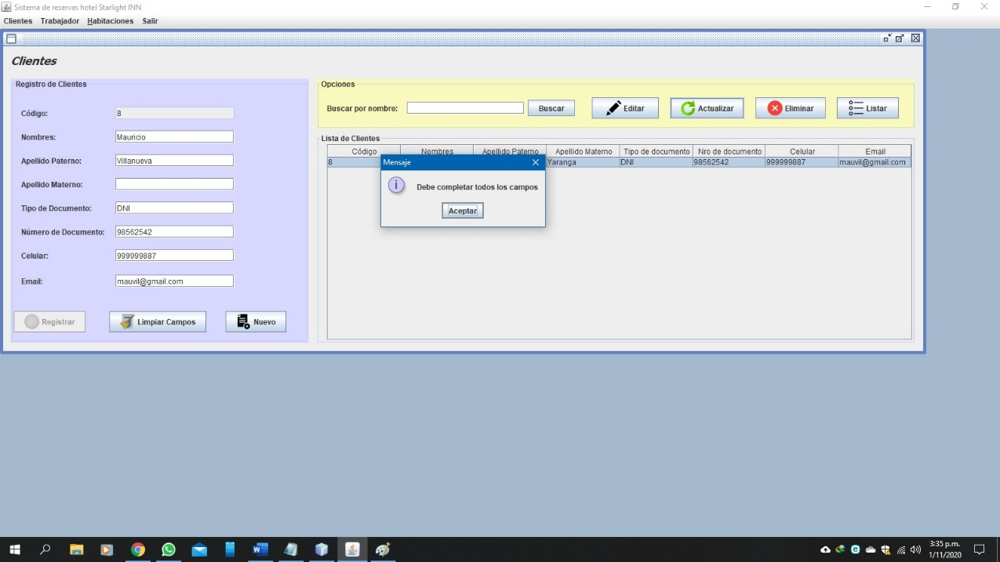 Sistema de reservas hotel Starlight INN
Clientes Trabajador Habitaciones Salir
Clientes
Registro de Clientes
Código: 8
Nombres: Mauricio
Apellido Paterno: Villanueva
Apellido Materno:
Tipo de Documento: DNI
Número de Documento: 98562542
Celular: 999999887
Email: mauvil@gmail.com
Registrar Limpiar Campos Nuevo
Opciones
Buscar por nombre: Buscar Editar Actualizar Eliminar Listar
Lista de Clientes
Código Nombres Apellido Paterno Apellido Materno Tipo de documento Nro de documento Celular Email
8 Yaranga DNI 98562542 999999887 mauvil@gmail.com
Mensaje
Debe completar todos los campos
Aceptar
3:35 p.m.
1/11/2020